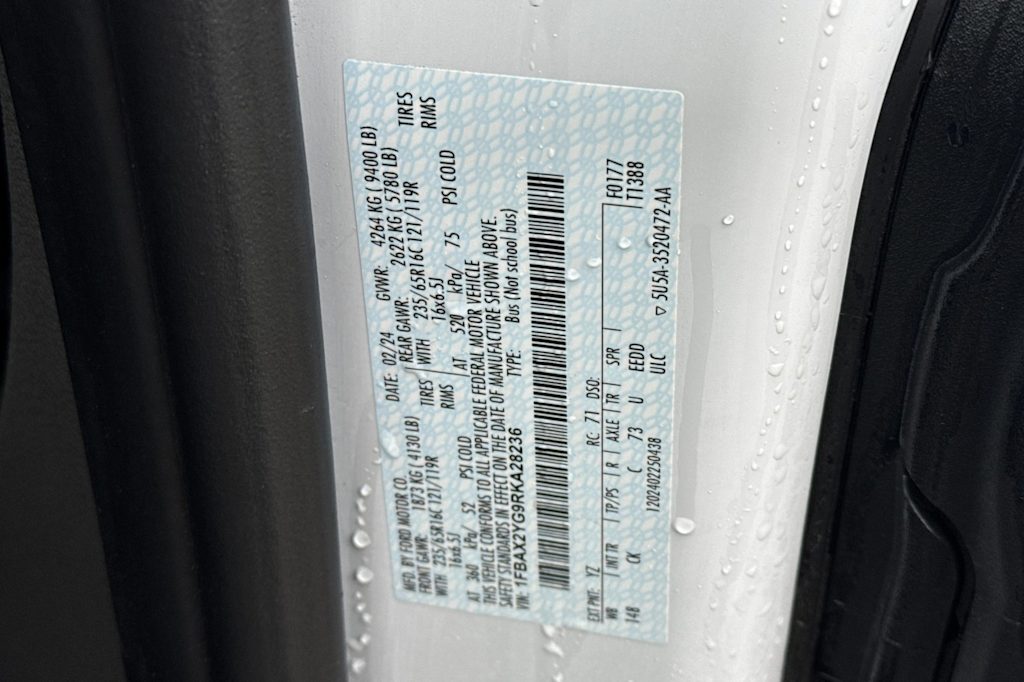 MFD. BY FORD MOTOR CO. DATE: 02/24 GVWR: 4264 KG ( 9400 LB)
FRONT GAWR: 1873 KG ( 4130 LB) REAR GAWR: 2622 KG ( 5780 LB)
WITH 235/65R16C 121/119R TIRES WITH 235/65R16C 121/119R TIRES
16x6.5J RIMS 16x6.5J RIMS
AT 360 kPa/ 52 PSI COLD AT 520 kPa/ 75 PSI COLD
THIS VEHICLE CONFORMS TO ALL APPLICABLE FEDERAL MOTOR VEHICLE
SAFETY STANDARDS IN EFFECT ON THE DATE OF MANUFACTURE SHOWN ABOVE.
VIN: 1FBAX2YG9RKA28236 TYPE: Bus (Not school bus)
EXT PNT: YZ RC: 71 DSO: F0177
WB INT TR TP/PS R AXLE TR SPR T1388
148 CK C 73 U EEDD
1202402250438 ULC
▽ 5U5A-3520472-AA